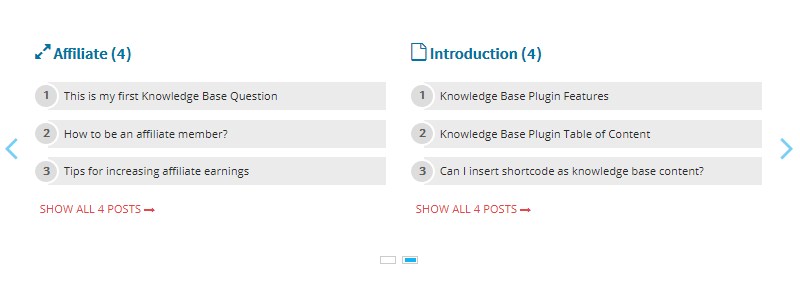 Affiliate (4)
1 This is my first Knowledge Base Question
2 How to be an affiliate member?
3 Tips for increasing affiliate earnings
SHOW ALL 4 POSTS
Introduction (4)
1 Knowledge Base Plugin Features
2 Knowledge Base Plugin Table of Content
3 Can I insert shortcode as knowledge base content?
SHOW ALL 4 POSTS